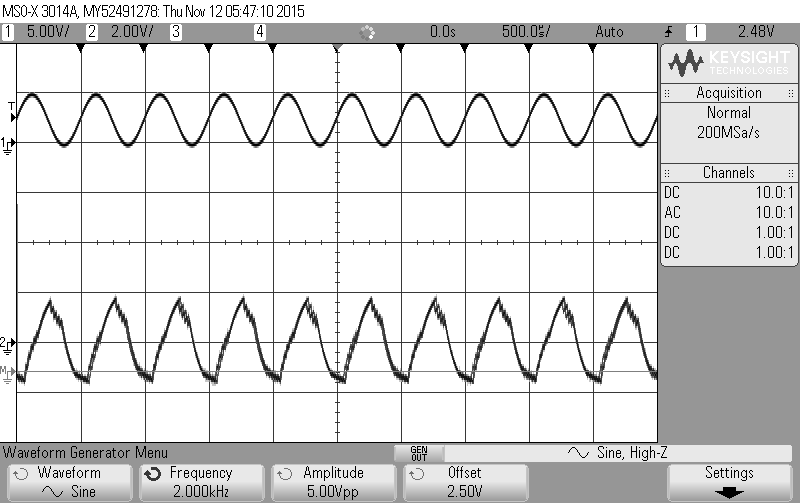 MSO-X 3014A, MY52491278: Thu Nov 12 05:47:10 2015
1 5.00V/ 2 2.00V/ 3 4 0.0s 500.0㎲/ Auto 1 2.48V
KEYSIGHT
TECHNOLOGIES
Acquisition
Normal
200MSa/s
Channels
DC 10.0:1
AC 10.0:1
DC 1.00:1
DC 1.00:1
T
1
2
M
Waveform Generator Menu
GEN OUT
Sine, High-Z
Waveform
Sine
Frequency
2.000kHz
Amplitude
5.00Vpp
Offset
2.50V
Settings